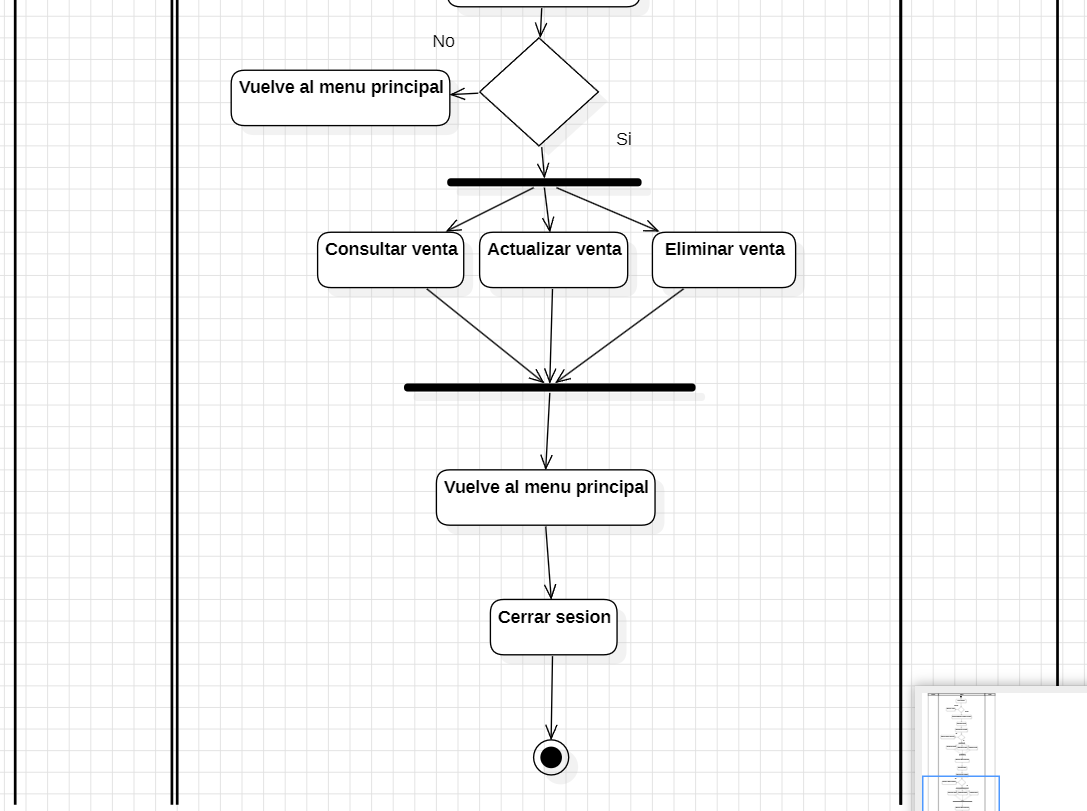 No
Vuelve al menu principal
Si
Consultar venta
Actualizar venta
Eliminar venta
Vuelve al menu principal
Cerrar sesion